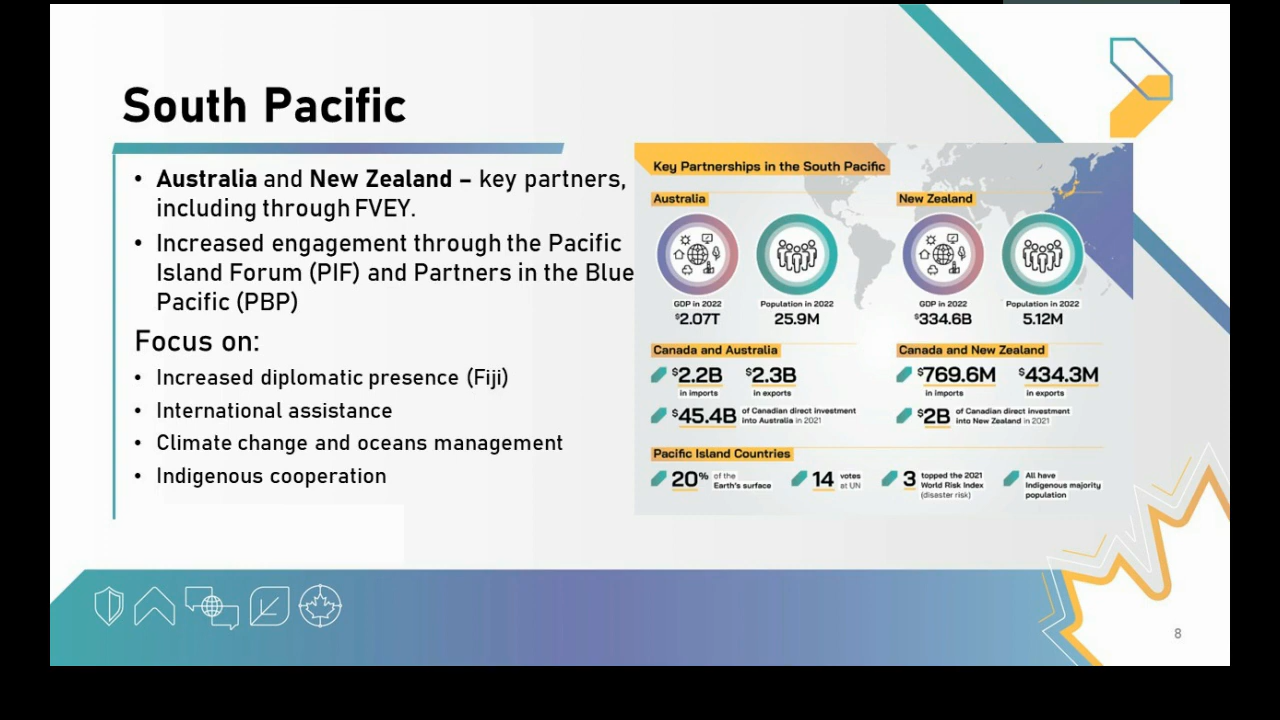 South Pacific
• Australia and New Zealand – key partners,
including through FVEY.
• Increased engagement through the Pacific
Island Forum (PIF) and Partners in the Blue
Pacific (PBP)
Focus on:
• Increased diplomatic presence (Fiji)
• International assistance
• Climate change and oceans management
• Indigenous cooperation
Key Partnerships in the South Pacific
Australia
GDP in 2022
$2.07T
Population in 2022
25.9M
New Zealand
GDP in 2022
$334.6B
Population in 2022
5.12M
Canada and Australia
$2.2B
in imports
$2.3B
in exports
$45.4B
of Canadian direct investment
into Australia in 2021
Canada and New Zealand
$769.6M
in imports
$434.3M
in exports
$2B
of Canadian direct investment
into New Zealand in 2021
Pacific Island Countries
20%
of the
Earth's surface
14
votes
at UN
3
topped the 2021
World Risk Index
(disaster risk)
All have
Indigenous majority
population
8